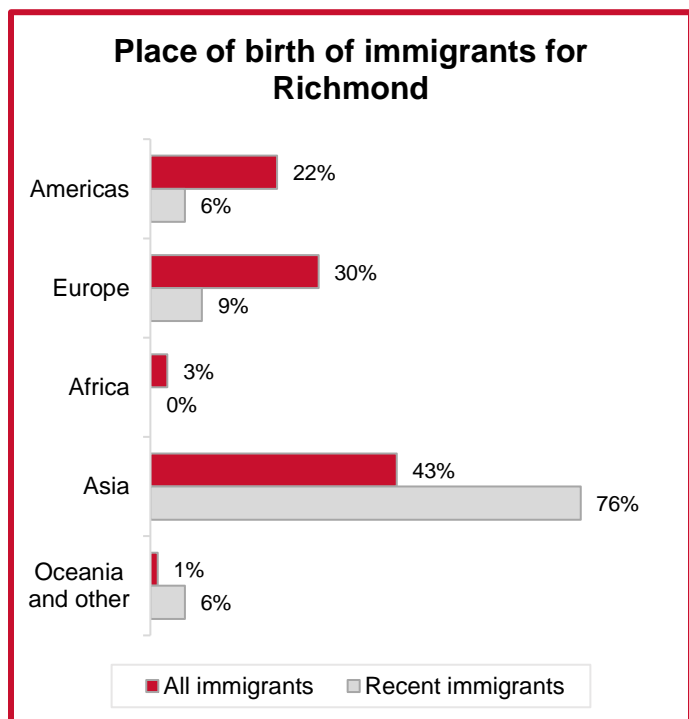 Place of birth of immigrants for
Richmond
Americas
22%
6%
Europe
30%
9%
Africa
3%
0%
Asia
43%
76%
Oceania
and other
1%
6%
All immigrants
Recent immigrants